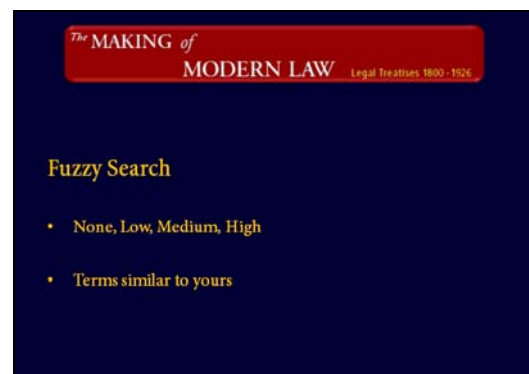 The MAKING of
MODERN LAW Legal Treatises 1800-1926
Fuzzy Search
• None, Low, Medium, High
• Terms similar to yours